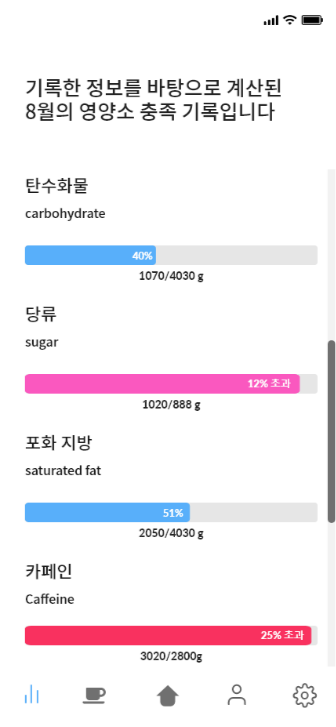 기록한 정보를 바탕으로 계산된
8월의 영양소 충족 기록입니다
탄수화물
carbohydrate
40%
1070/4030 g
당류
sugar
12% 초과
1020/888 g
포화 지방
saturated fat
51%
2050/4030 g
카페인
Caffeine
25% 초과
3020/2800g